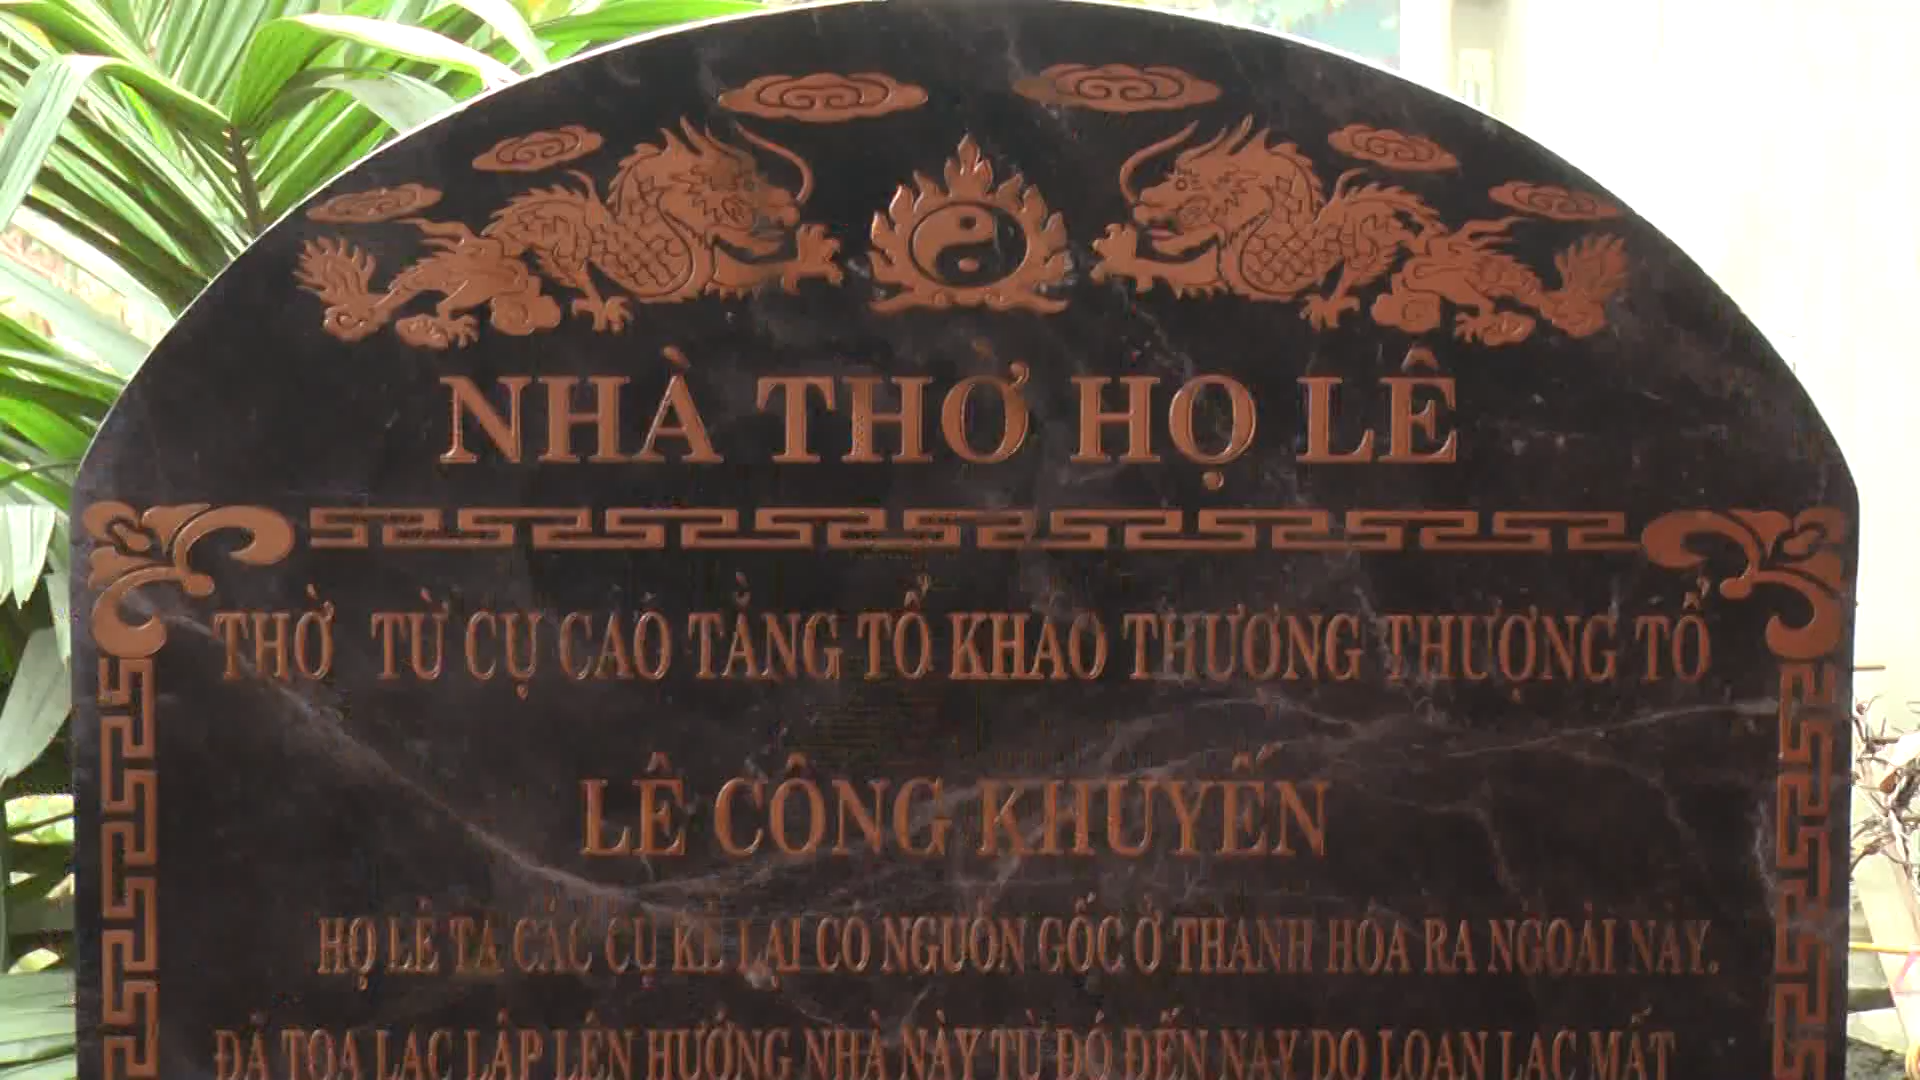 NHÀ THỜ HỌ LÊ
THỜ TỪ CỤ CAO TẰNG TỔ KHẢO THƯỢNG THƯỢNG TỔ
LÊ CÔNG KHUYẾN
HỌ LÊ TA CÁC CỤ KỂ LẠI CÓ NGUỒN GỐC Ở THANH HÓA RA NGOÀI NÀY.
ĐÃ TỌA LẠC LẬP LÊN HƯỚNG NHÀ NÀY TỪ ĐÓ ĐẾN NAY DO LOẠN LẠC MẤT